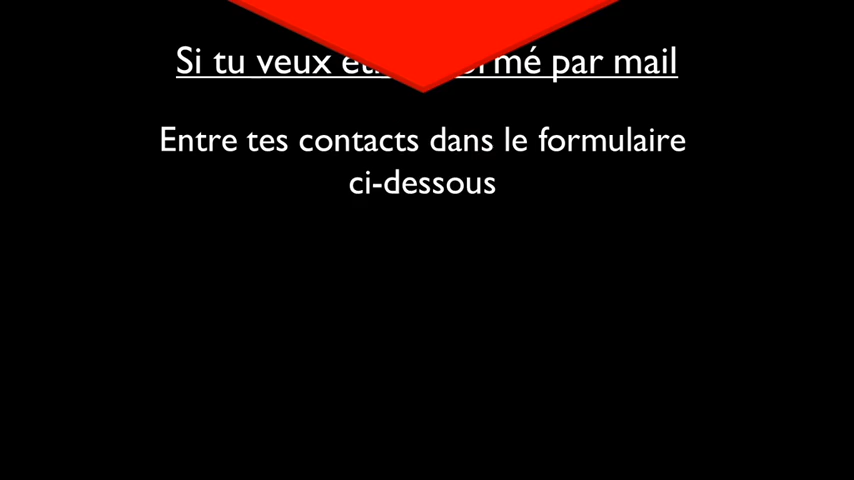 Si tu veux par mail
Entre tes contacts dans le formulaire
ci-dessous